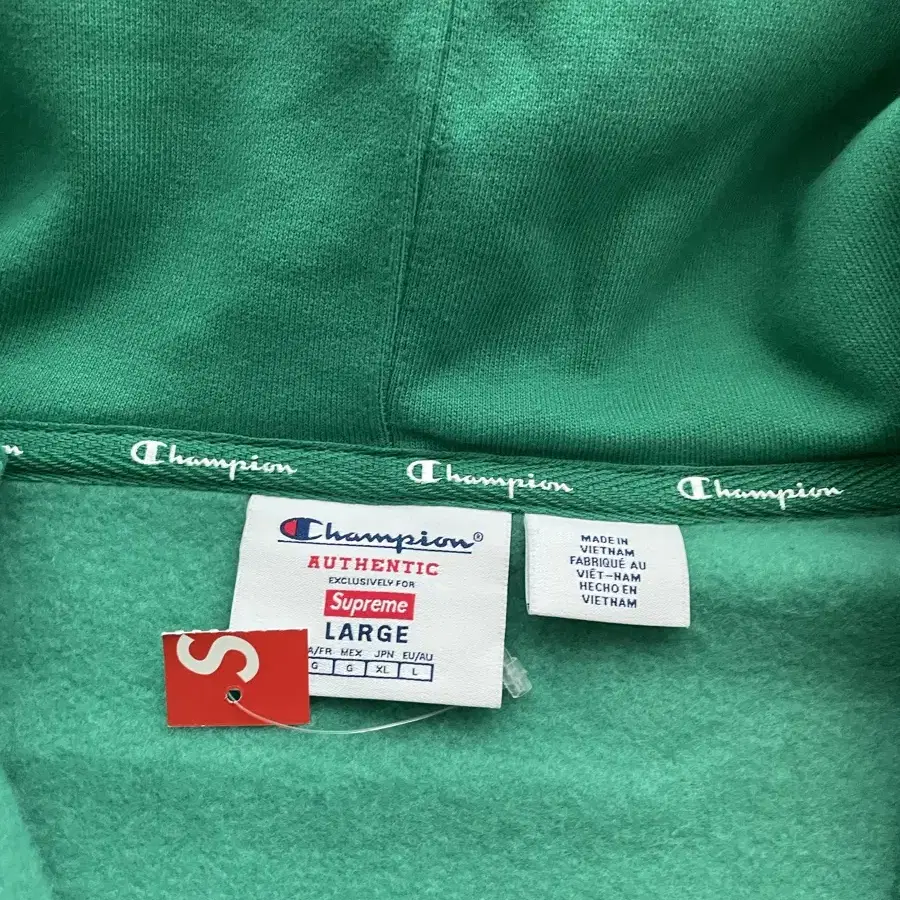 Champion
Champion
Champion
Champion®
AUTHENTIC
EXCLUSIVELY FOR
Supreme
LARGE
A/FR MEX JPN EU/AU
G G XL L
MADE IN
VIETNAM
FABRIQUÉ AU
VIÊT-NAM
HECHO EN
VIETNAM
S